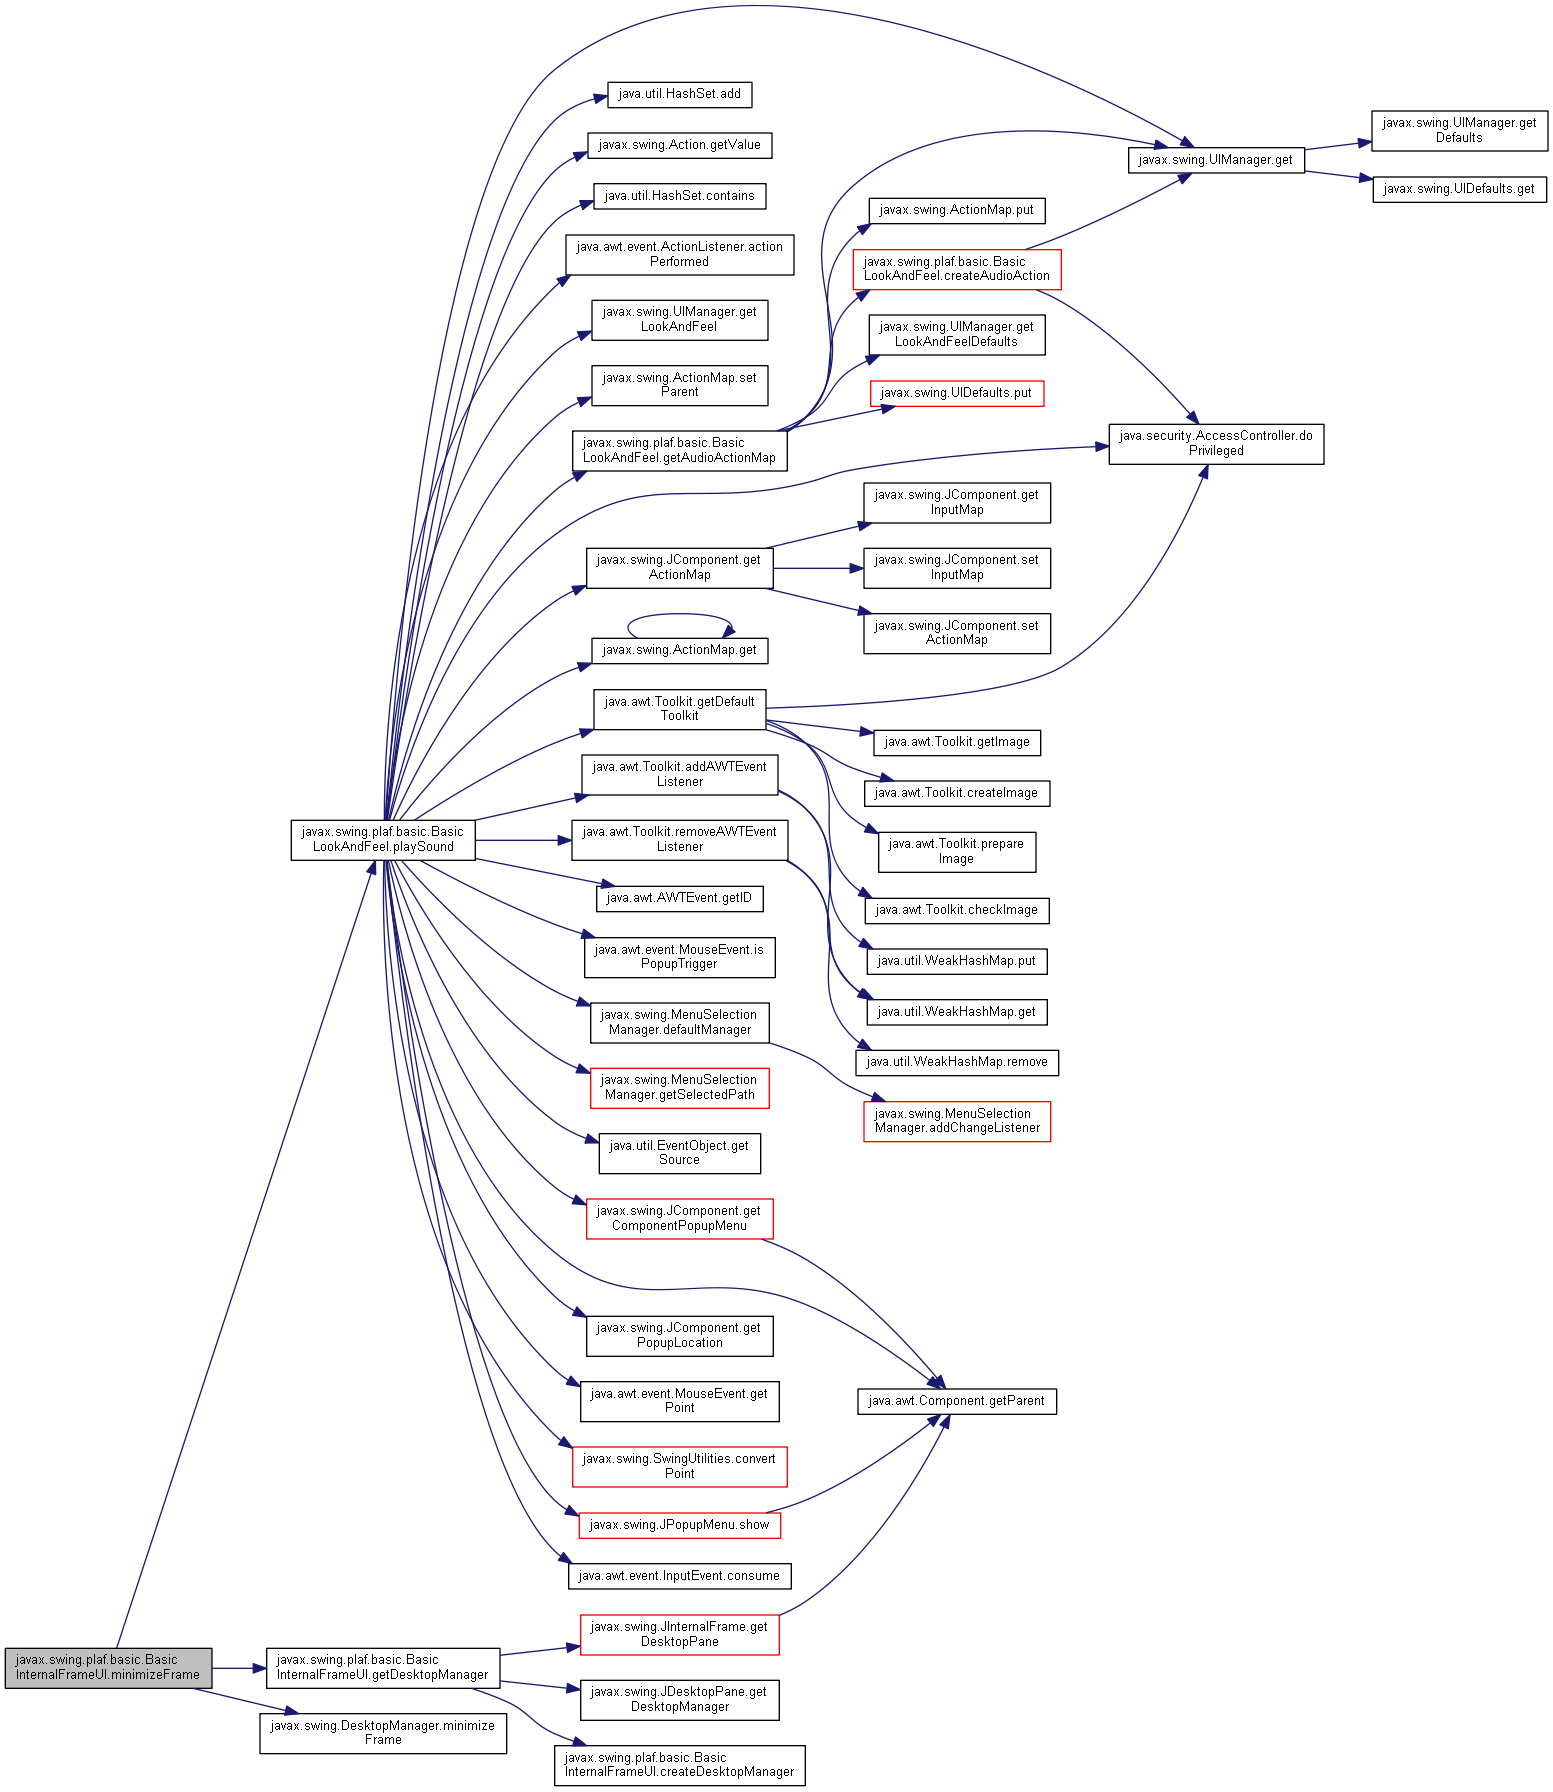 java.util.HashSet.add
javax.swing.Action.getValue
java.util.HashSet.contains
java.awt.event.ActionListener.action
Performed
javax.swing.UIManager.get
LookAndFeel
javax.swing.ActionMap.set
Parent
javax.swing.plaf.basic.Basic
LookAndFeel.getAudioActionMap
javax.swing.JComponent.get
ActionMap
javax.swing.ActionMap.get
java.awt.Toolkit.getDefault
Toolkit
java.awt.Toolkit.addAWTEvent
Listener
java.awt.Toolkit.removeAWTEvent
Listener
java.awt.AWTEvent.getID
java.awt.event.MouseEvent.is
PopupTrigger
javax.swing.MenuSelection
Manager.defaultManager
javax.swing.MenuSelection
Manager.getSelectedPath
java.util.EventObject.get
Source
javax.swing.JComponent.get
ComponentPopupMenu
javax.swing.JComponent.get
PopupLocation
java.awt.event.MouseEvent.get
Point
javax.swing.SwingUtilities.convert
Point
javax.swing.JPopupMenu.show
java.awt.event.InputEvent.consume
javax.swing.JInternalFrame.get
DesktopPane
javax.swing.JDesktopPane.get
DesktopManager
javax.swing.plaf.basic.Basic
InternalFrameUI.createDesktopManager
javax.swing.plaf.basic.Basic
LookAndFeel.playSound
javax.swing.plaf.basic.Basic
InternalFrameUI.minimizeFrame
javax.swing.plaf.basic.Basic
InternalFrameUI.getDesktopManager
javax.swing.DesktopManager.minimize
Frame
javax.swing.ActionMap.put
javax.swing.plaf.basic.Basic
LookAndFeel.createAudioAction
javax.swing.UIManager.get
LookAndFeelDefaults
javax.swing.UIDefaults.put
javax.swing.JComponent.get
InputMap
javax.swing.JComponent.set
InputMap
javax.swing.JComponent.set
ActionMap
java.awt.Toolkit.getImage
java.awt.Toolkit.createImage
java.awt.Toolkit.prepare
Image
java.awt.Toolkit.checkImage
java.util.WeakHashMap.put
java.util.WeakHashMap.get
java.util.WeakHashMap.remove
javax.swing.MenuSelection
Manager.addChangeListener
java.awt.Component.getParent
javax.swing.UIManager.get
java.security.AccessController.do
Privileged
javax.swing.UIManager.get
Defaults
javax.swing.UIDefaults.get